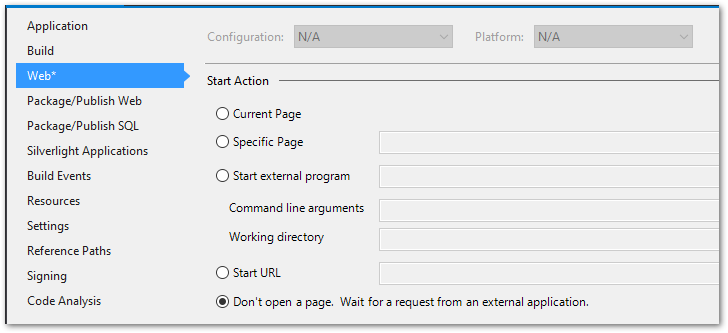 Application
Build
Web*
Package/Publish Web
Package/Publish SQL
Silverlight Applications
Build Events
Resources
Settings
Reference Paths
Signing
Code Analysis
Configuration: N/A Platform: N/A
Start Action
Current Page
Specific Page
Start external program
Command line arguments
Working directory
Start URL
Don't open a page. Wait for a request from an external application.